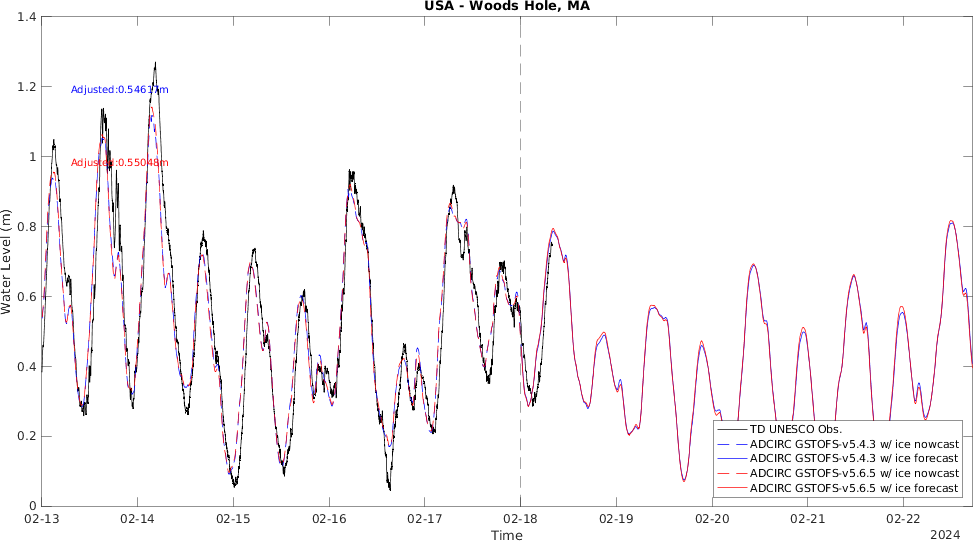 USA - Woods Hole, MA
1.4
1.2
1
0.8
0.6
0.4
0.2
0
Water Level (m)
Adjusted:0.54617m
Adjusted:0.55048m
TD UNESCO Obs.
ADCIRC GSTOFS-v5.4.3 w/ ice nowcast
ADCIRC GSTOFS-v5.4.3 w/ ice forecast
ADCIRC GSTOFS-v5.6.5 w/ ice nowcast
ADCIRC GSTOFS-v5.6.5 w/ ice forecast
02-13 02-14 02-15 02-16 02-17 02-18 02-19 02-20 02-21 02-22
Time
2024